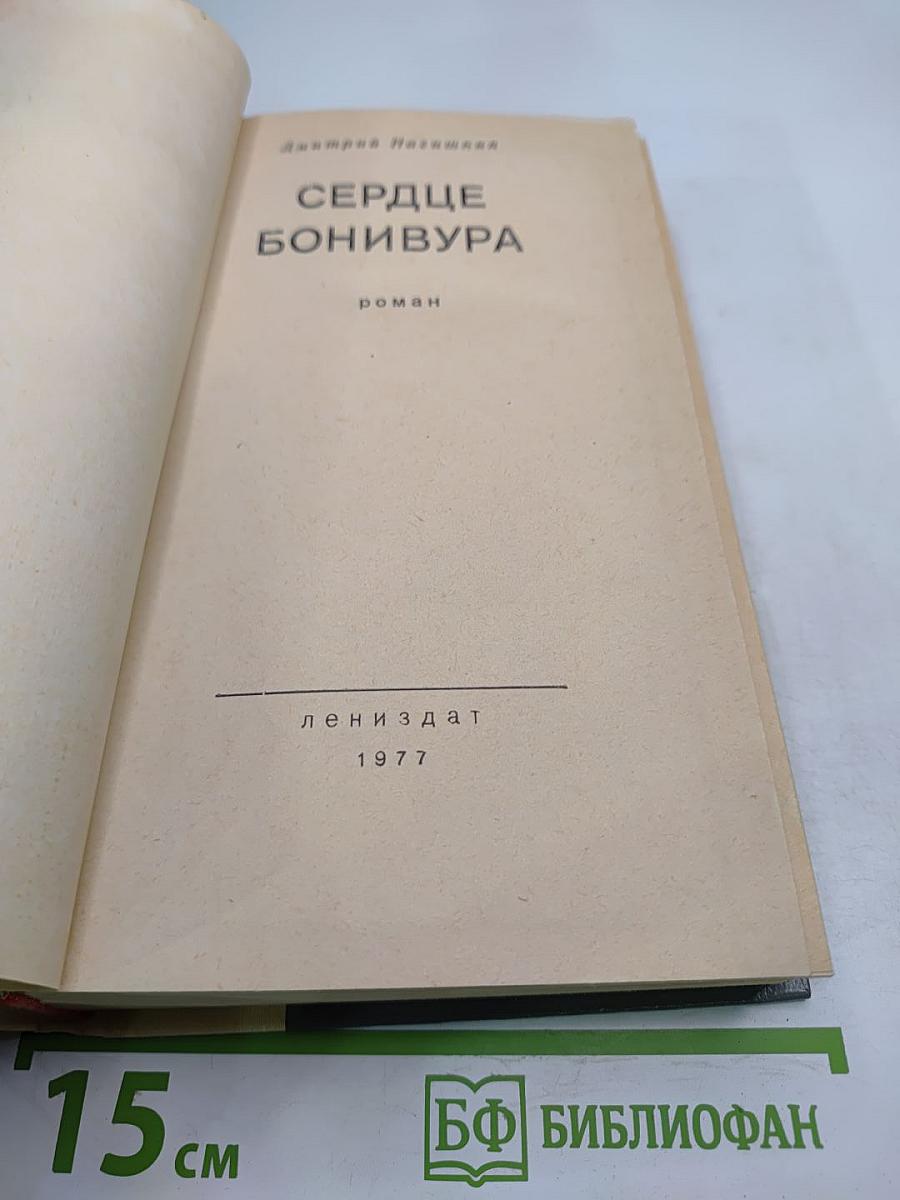 Дмитрий Нагишкин
СЕРДЦЕ
БОНИВУРА
роман
лениздат
1977
15 см
БФ БИБЛИОФАН